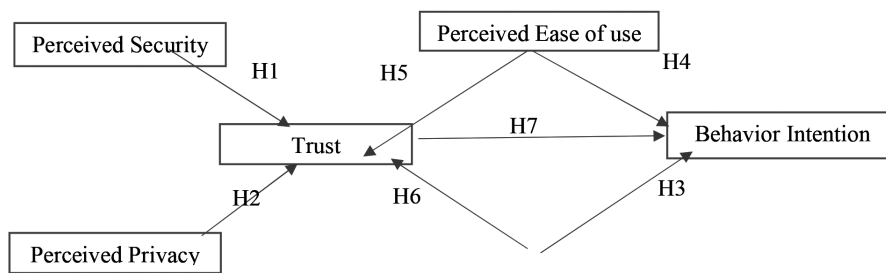 Perceived Security
Perceived Ease of use
H1
H5
H4
Trust
H7
Behavior Intention
H2
H6
H3
Perceived Privacy